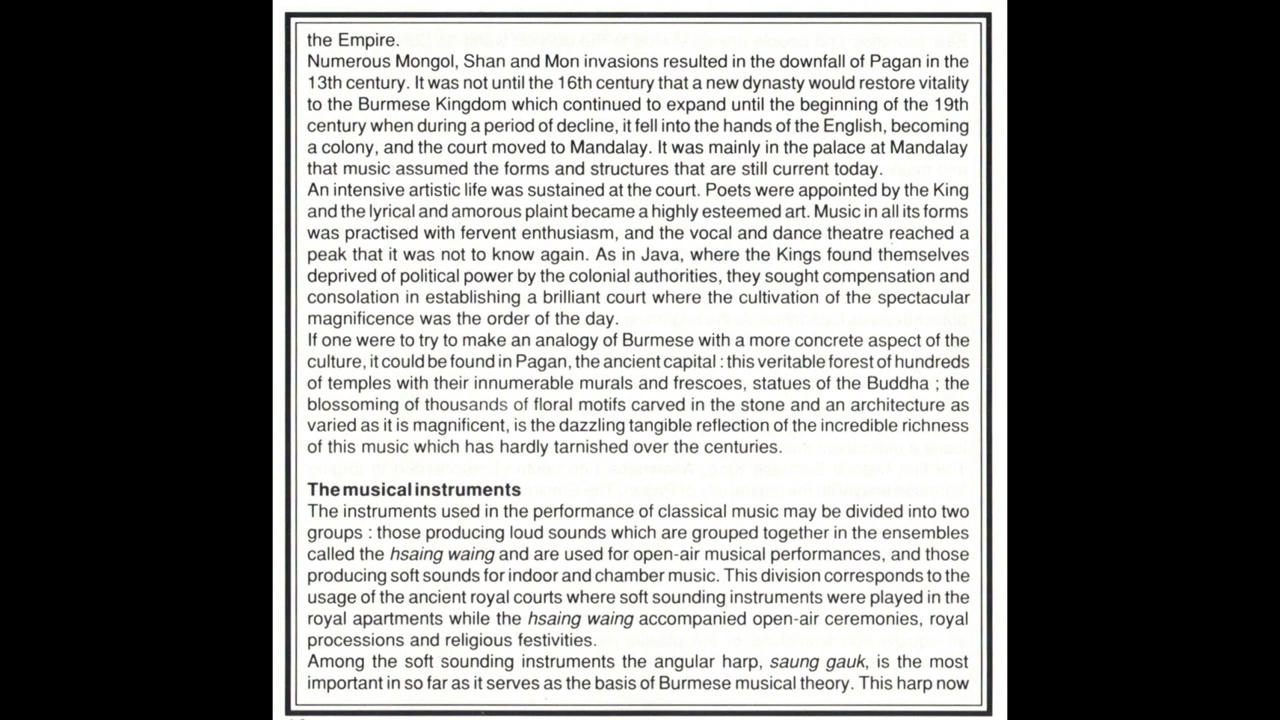 the Empire.
Numerous Mongol, Shan and Mon invasions resulted in the downfall of Pagan in the
13th century. It was not until the 16th century that a new dynasty would restore vitality
to the Burmese Kingdom which continued to expand until the beginning of the 19th
century when during a period of decline, it fell into the hands of the English, becoming
a colony, and the court moved to Mandalay. It was mainly in the palace at Mandalay
that music assumed the forms and structures that are still current today.
An intensive artistic life was sustained at the court. Poets were appointed by the King
and the lyrical and amorous plaint became a highly esteemed art. Music in all its forms
was practised with fervent enthusiasm, and the vocal and dance theatre reached a
peak that it was not to know again. As in Java, where the Kings found themselves
deprived of political power by the colonial authorities, they sought compensation and
consolation in establishing a brilliant court where the cultivation of the spectacular
magnificence was the order of the day.
If one were to try to make an analogy of Burmese with a more concrete aspect of the
culture, it could be found in Pagan, the ancient capital : this veritable forest of hundreds
of temples with their innumerable murals and frescoes, statues of the Buddha ; the
blossoming of thousands of floral motifs carved in the stone and an architecture as
varied as it is magnificent, is the dazzling tangible reflection of the incredible richness
of this music which has hardly tarnished over the centuries.
The musical instruments
The instruments used in the performance of classical music may be divided into two
groups : those producing loud sounds which are grouped together in the ensembles
called the hsaing waing and are used for open-air musical performances, and those
producing soft sounds for indoor and chamber music. This division corresponds to the
usage of the ancient royal courts where soft sounding instruments were played in the
royal apartments while the hsaing waing accompanied open-air ceremonies, royal
processions and religious festivities.
Among the soft sounding instruments the angular harp, saung gauk, is the most
important in so far as it serves as the basis of Burmese musical theory. This harp now